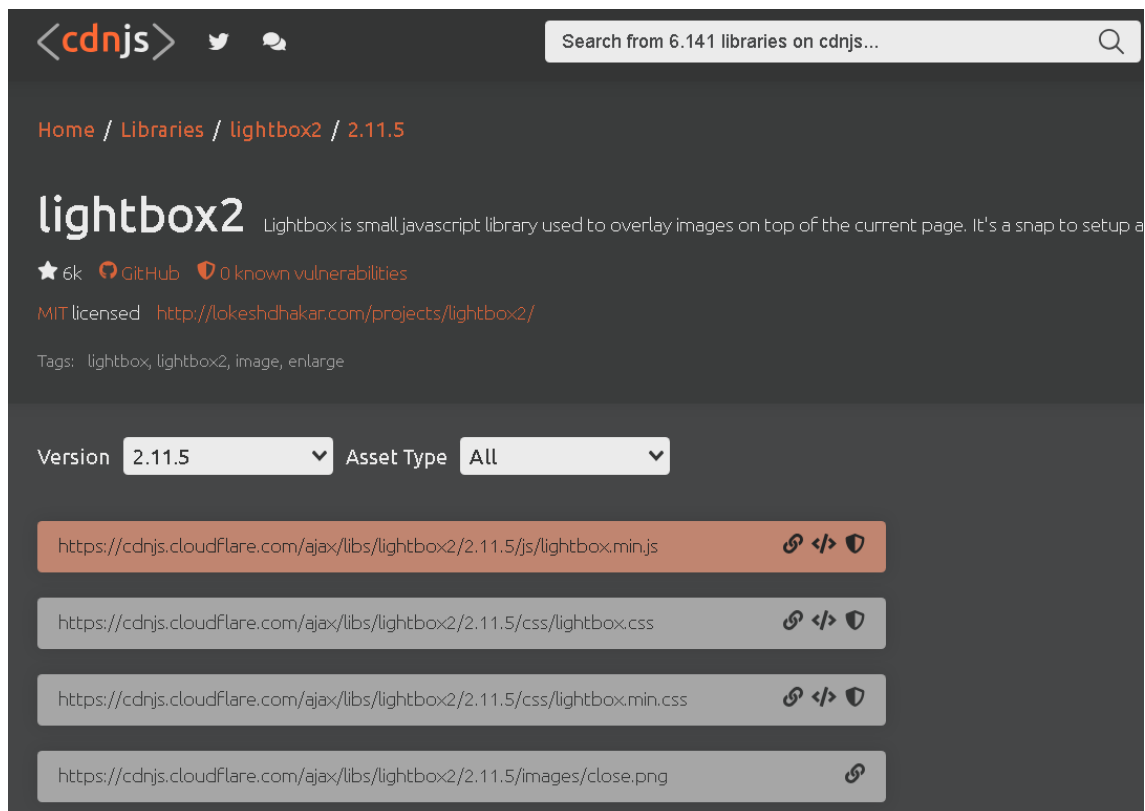 <cdnjs> Search from 6.141 libraries on cdnjs...
Home / Libraries / lightbox2 / 2.11.5
lightbox2 Lightbox is small javascript library used to overlay images on top of the current page. It's a snap to setup a
6k GitHub 0 known vulnerabilities
MIT licensed http://lokeshdhakar.com/projects/lightbox2/
Tags: lightbox, lightbox2, image, enlarge
Version 2.11.5 Asset Type All
https://cdnjs.cloudflare.com/ajax/libs/lightbox2/2.11.5/js/lightbox.min.js </>
https://cdnjs.cloudflare.com/ajax/libs/lightbox2/2.11.5/css/lightbox.css </>
https://cdnjs.cloudflare.com/ajax/libs/lightbox2/2.11.5/css/lightbox.min.css </>
https://cdnjs.cloudflare.com/ajax/libs/lightbox2/2.11.5/images/close.png